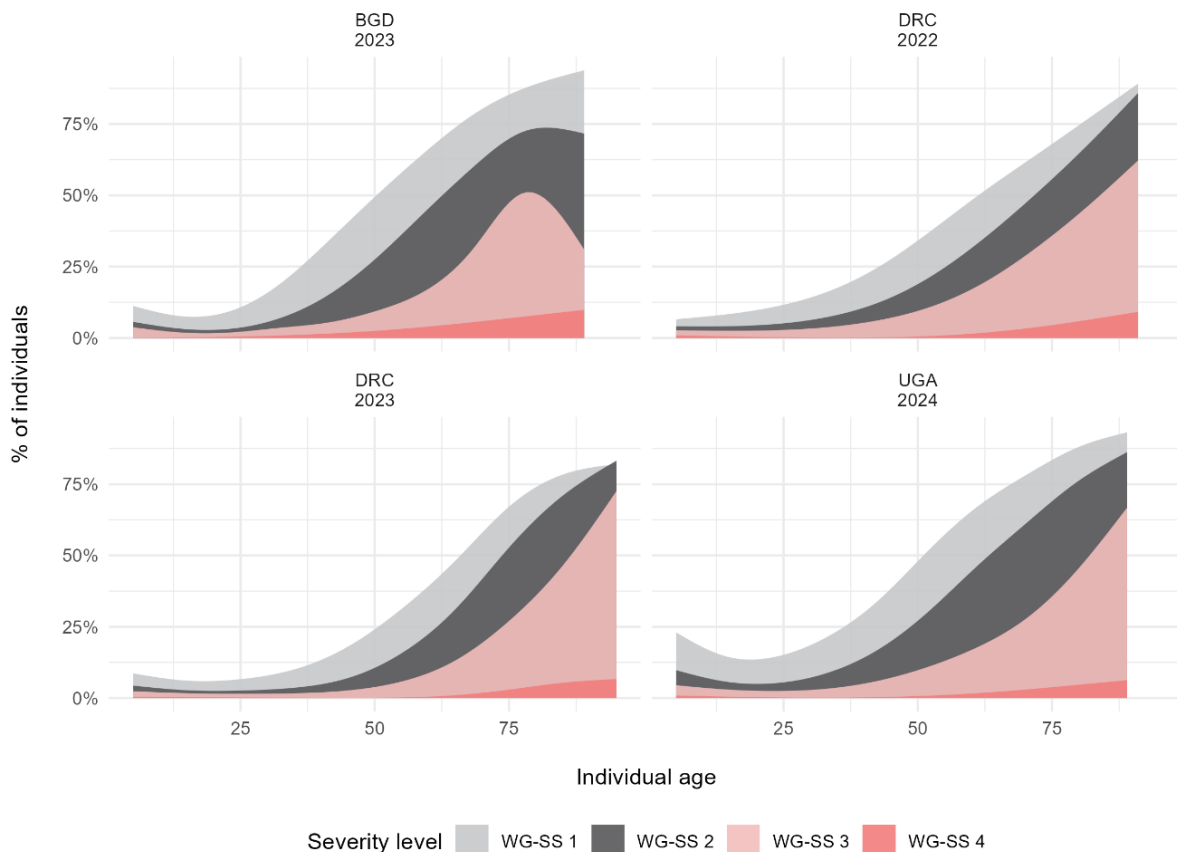 BGD
2023
DRC
2022
75%
50%
25%
0%
DRC
2023
UGA
2024
75%
50%
25%
0%
25 50 75
25 50 75
% of individuals
Individual age
Severity level WG-SS 1 WG-SS 2 WG-SS 3 WG-SS 4